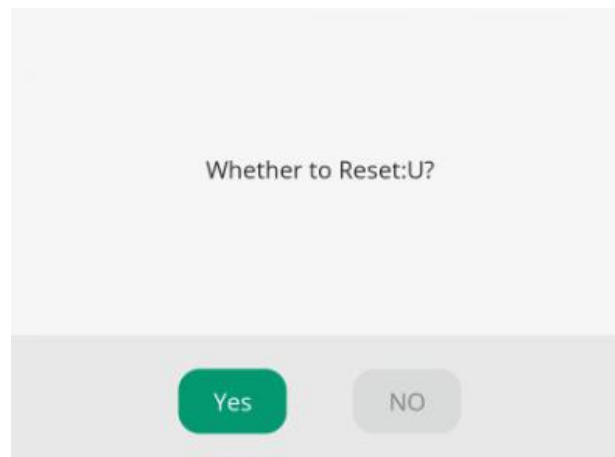 Whether to Reset:U?
Yes
NO